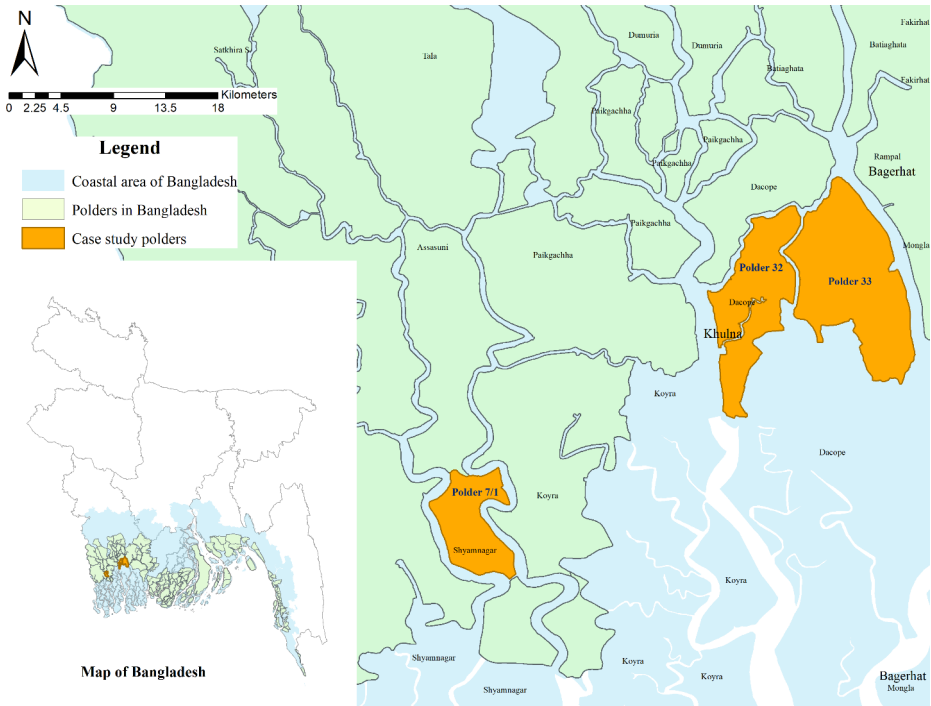 N
0 2.25 4.5 9 13.5 18 Kilometers
Legend
Coastal area of Bangladesh
Polders in Bangladesh
Case study polders
Satkhira S
Tala
Dumuria
Dumuria
Fakirhat
Batiaghata
Batiaghata
Fakirhat
Paikgachha
Paikgachha
Paikgachha
Rampal
Bagerhat
Dacope
Paikgachha
Mongla
Assasuni
Paikgachha
Polder 32
Polder 33
Dacope
Khulna
Koyra
Dacope
Polder 7/1
Koyra
Shyamnagar
Koyra
Shyamnagar
Koyra
Koyra
Bagerhat
Mongla
Shyamnagar
Map of Bangladesh